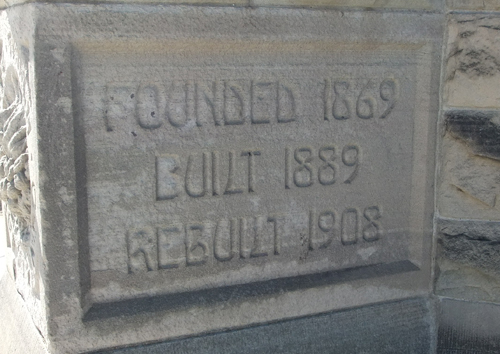 FOUNDED 1869
BUILT 1889
REBUILT 1908